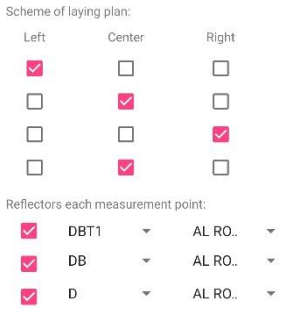 Scheme of laying plan:
Left Center Right
Reflectors each measurement point:
DBT1 AL RO..
DB AL RO..
D AL RO..